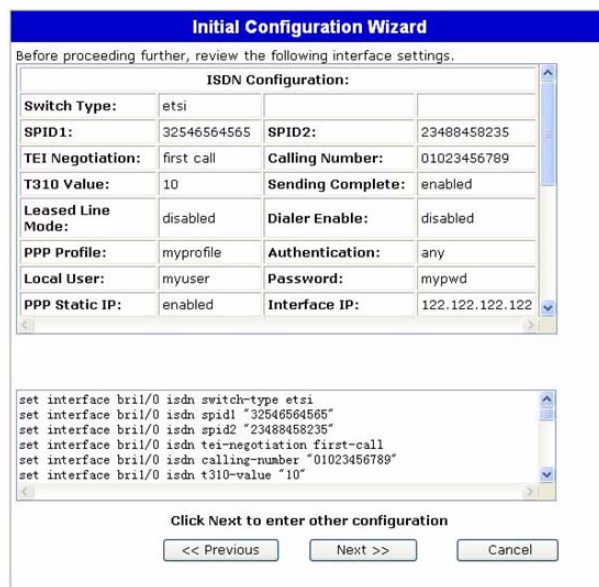 Initial Configuration Wizard
Before proceeding further, review the following interface settings.
ISDN Configuration:
Switch Type: etsi
SPID1: 32546564565 SPID2: 23488458235
TEI Negotiation: first call Calling Number: 01023456789
T310 Value: 10 Sending Complete: enabled
Leased Line Mode: disabled Dialer Enable: disabled
PPP Profile: myprofile Authentication: any
Local User: myuser Password: mypwd
PPP Static IP: enabled Interface IP: 122.122.122.122
set interface bri1/0 isdn switch-type etsi
set interface bri1/0 isdn spid1 "32546564565"
set interface bri1/0 isdn spid2 "23488458235"
set interface bri1/0 isdn tei-negotiation first-call
set interface bri1/0 isdn calling-number "01023456789"
set interface bri1/0 isdn t310-value "10"
Click Next to enter other configuration
<< Previous Next >> Cancel